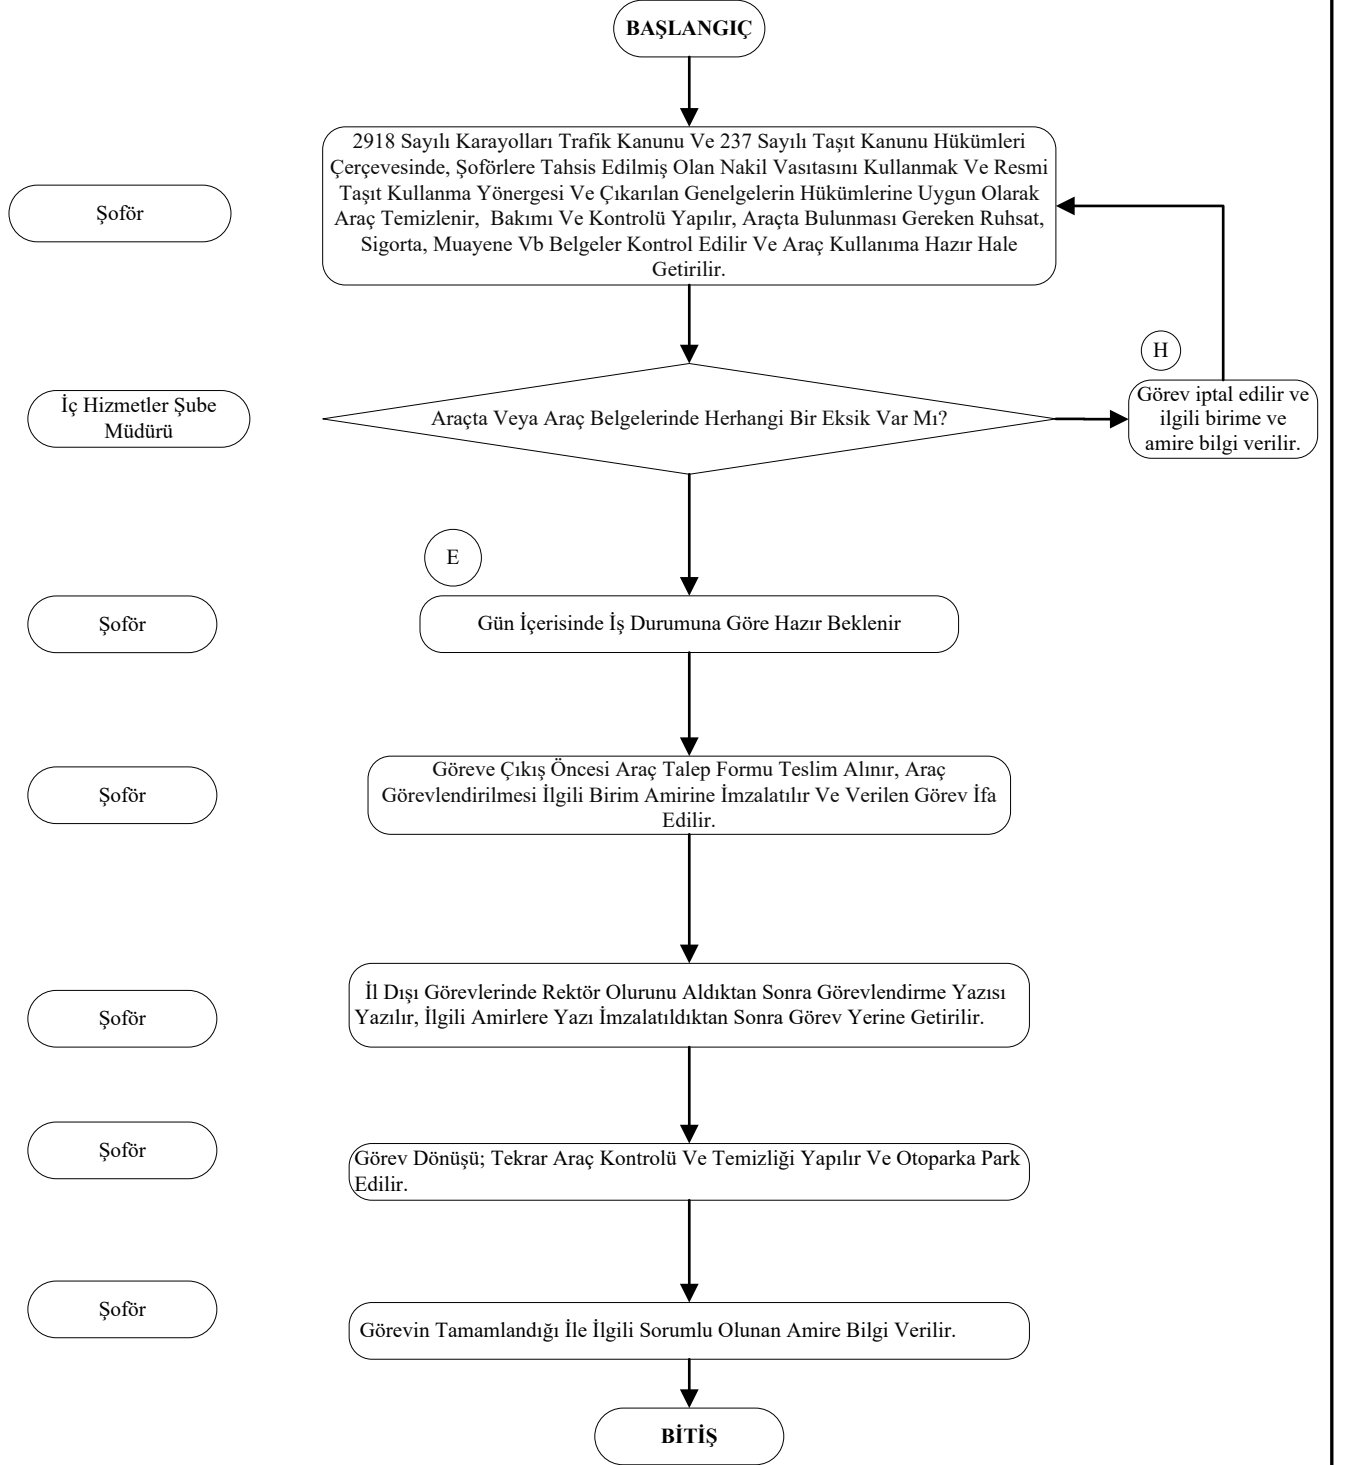 BAŞLANGIÇ
2918 Sayılı Karayolları Trafik Kanunu Ve 237 Sayılı Taşıt Kanunu Hükümleri
Çerçevesinde, Şoförlere Tahsis Edilmiş Olan Nakil Vasıtasını Kullanmak Ve Resmi
Taşıt Kullanma Yönergesi Ve Çıkarılan Genelgelerin Hükümlerine Uygun Olarak
Araç Temizlenir, Bakımı Ve Kontrolü Yapılır, Araçta Bulunması Gereken Ruhsat,
Sigorta, Muayene Vb Belgeler Kontrol Edilir Ve Araç Kullanıma Hazır Hale
Getirilir.
Şoför
H
İç Hizmetler Şube
Müdürü
Araçta Veya Araç Belgelerinde Herhangi Bir Eksik Var Mı?
Görev iptal edilir ve
ilgili birime ve
amire bilgi verilir.
E
Şoför
Gün İçerisinde İş Durumuna Göre Hazır Beklenir
Şoför
Göreve Çıkış Öncesi Araç Talep Formu Teslim Alınır, Araç
Görevlendirilmesi İlgili Birim Amirine İmzalatılır Ve Verilen Görev İfa
Edilir.
Şoför
İl Dışı Görevlerinde Rektör Olurunu Aldıktan Sonra Görevlendirme Yazısı
Yazılır, İlgili Amirlere Yazı İmzalatıldıktan Sonra Görev Yerine Getirilir.
Şoför
Görev Dönüşü; Tekrar Araç Kontrolü Ve Temizliği Yapılır Ve Otoparka Park
Edilir.
Şoför
Görevin Tamamlandığı İle İlgili Sorumlu Olunan Amire Bilgi Verilir.
BİTİŞ